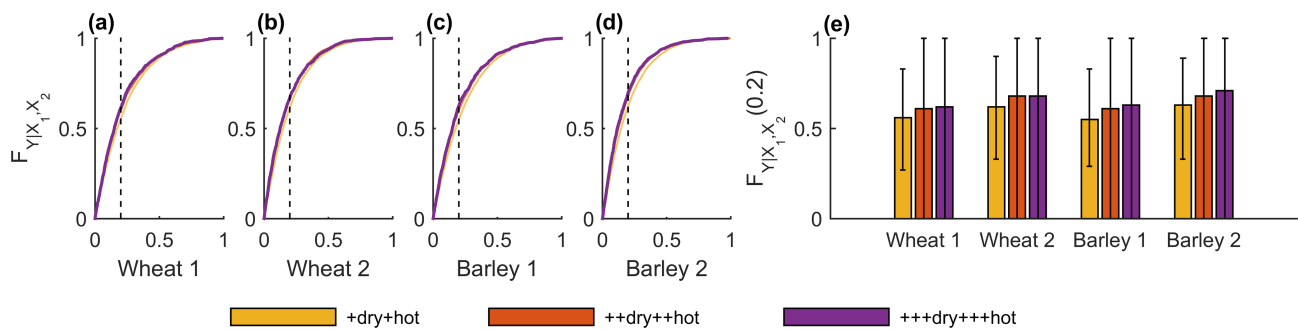 (a)
(b)
(c)
(d)
(e)
F_{Y|X_1,X_2}
1
0.5
0
0 0.5 1
Wheat 1
1
0.5
0
0 0.5 1
Wheat 2
1
0.5
0
0 0.5 1
Barley 1
1
0.5
0
0 0.5 1
Barley 2
F_{Y|X_1,X_2}(0.2)
1
0.5
0
Wheat 1 Wheat 2 Barley 1 Barley 2
+dry+hot ++dry++hot +++dry+++hot